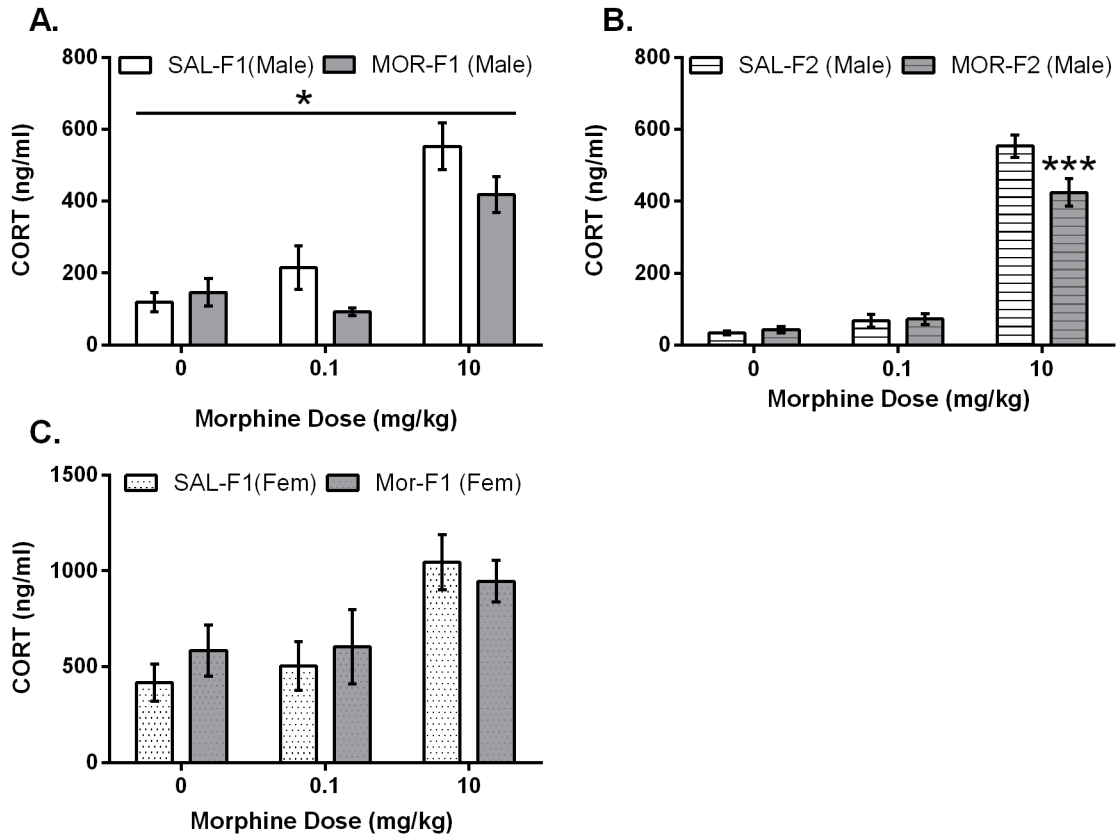 A.
800
600
400
200
0
CORT (ng/ml)
SAL-F1(Male) MOR-F1 (Male)
*
0 0.1 10
Morphine Dose (mg/kg)
B.
800
600
400
200
0
CORT (ng/ml)
SAL-F2 (Male) MOR-F2 (Male)
***
0 0.1 10
Morphine Dose (mg/kg)
C.
1500
1000
500
0
CORT (ng/ml)
SAL-F1(Fem) Mor-F1 (Fem)
0 0.1 10
Morphine Dose (mg/kg)